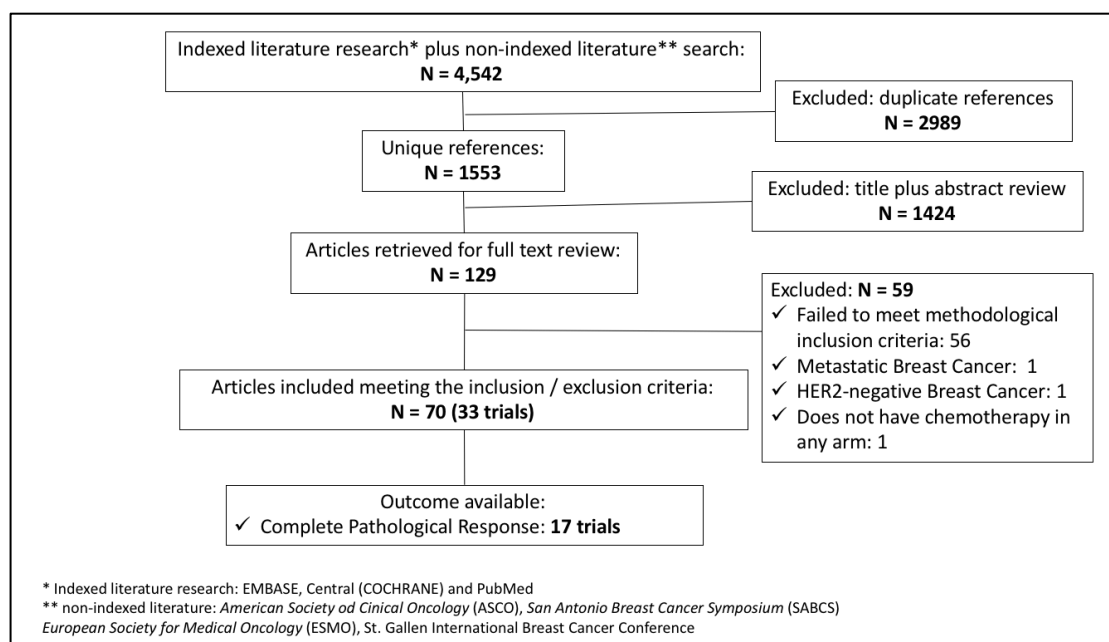 Indexed literature research* plus non-indexed literature** search:
N = 4,542
Excluded: duplicate references
N = 2989
Unique references:
N = 1553
Excluded: title plus abstract review
N = 1424
Articles retrieved for full text review:
N = 129
Excluded: N = 59
✓ Failed to meet methodological
inclusion criteria: 56
✓ Metastatic Breast Cancer: 1
✓ HER2-negative Breast Cancer: 1
✓ Does not have chemotherapy in
any arm: 1
Articles included meeting the inclusion / exclusion criteria:
N = 70 (33 trials)
Outcome available:
✓ Complete Pathological Response: 17 trials
* Indexed literature research: EMBASE, Central (COCHRANE) and PubMed
** non-indexed literature: American Society od Cinical Oncology (ASCO), San Antonio Breast Cancer Symposium (SABCS)
European Society for Medical Oncology (ESMO), St. Gallen International Breast Cancer Conference